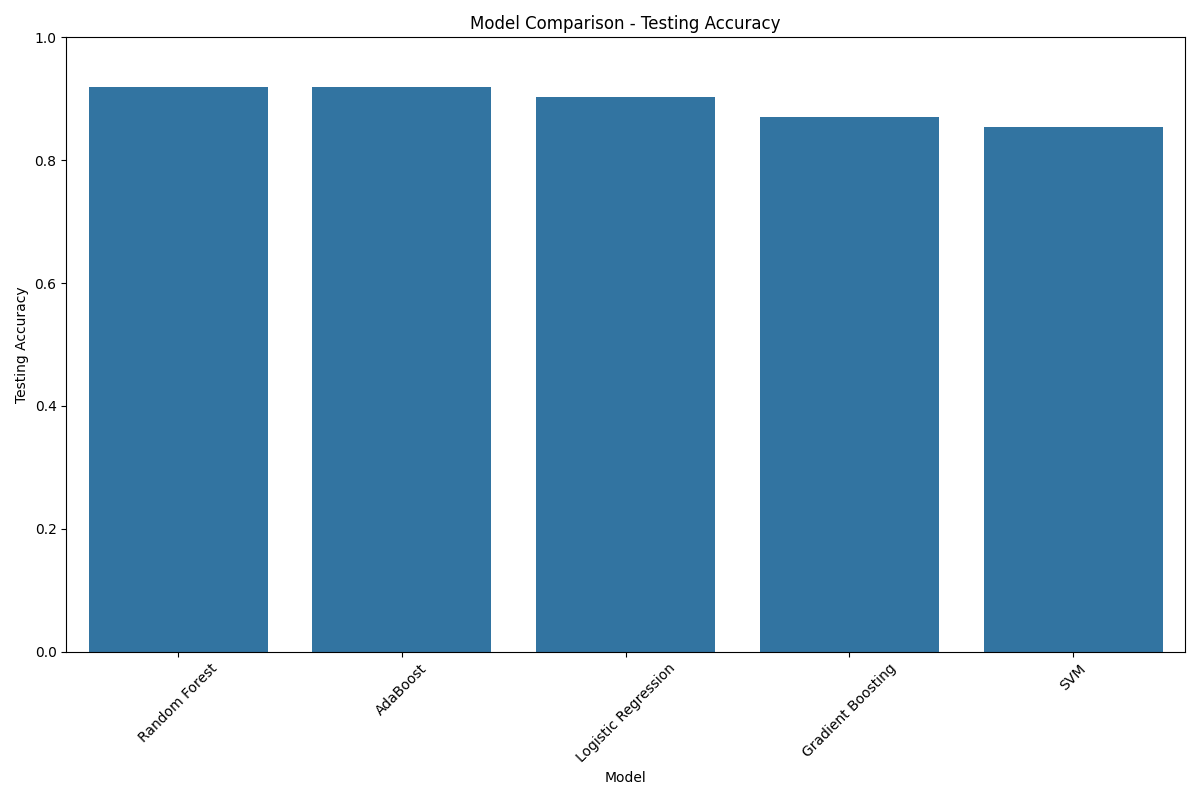 Model Comparison - Testing Accuracy
1.0
0.8
0.6
0.4
0.2
0.0
Testing Accuracy
Random Forest
AdaBoost
Logistic Regression
Gradient Boosting
SVM
Model